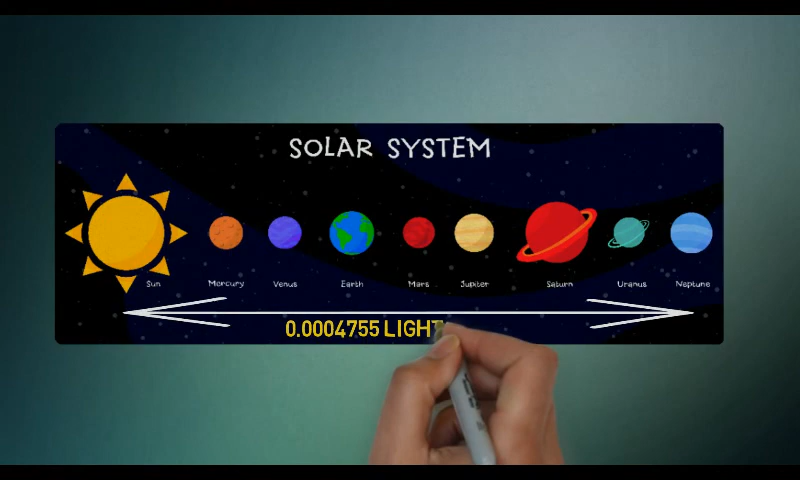 SOLAR SYSTEM
Sun Mercury Venus Earth Mars Jupiter Saturn Uranus Neptune
0.0004755 LIGHT